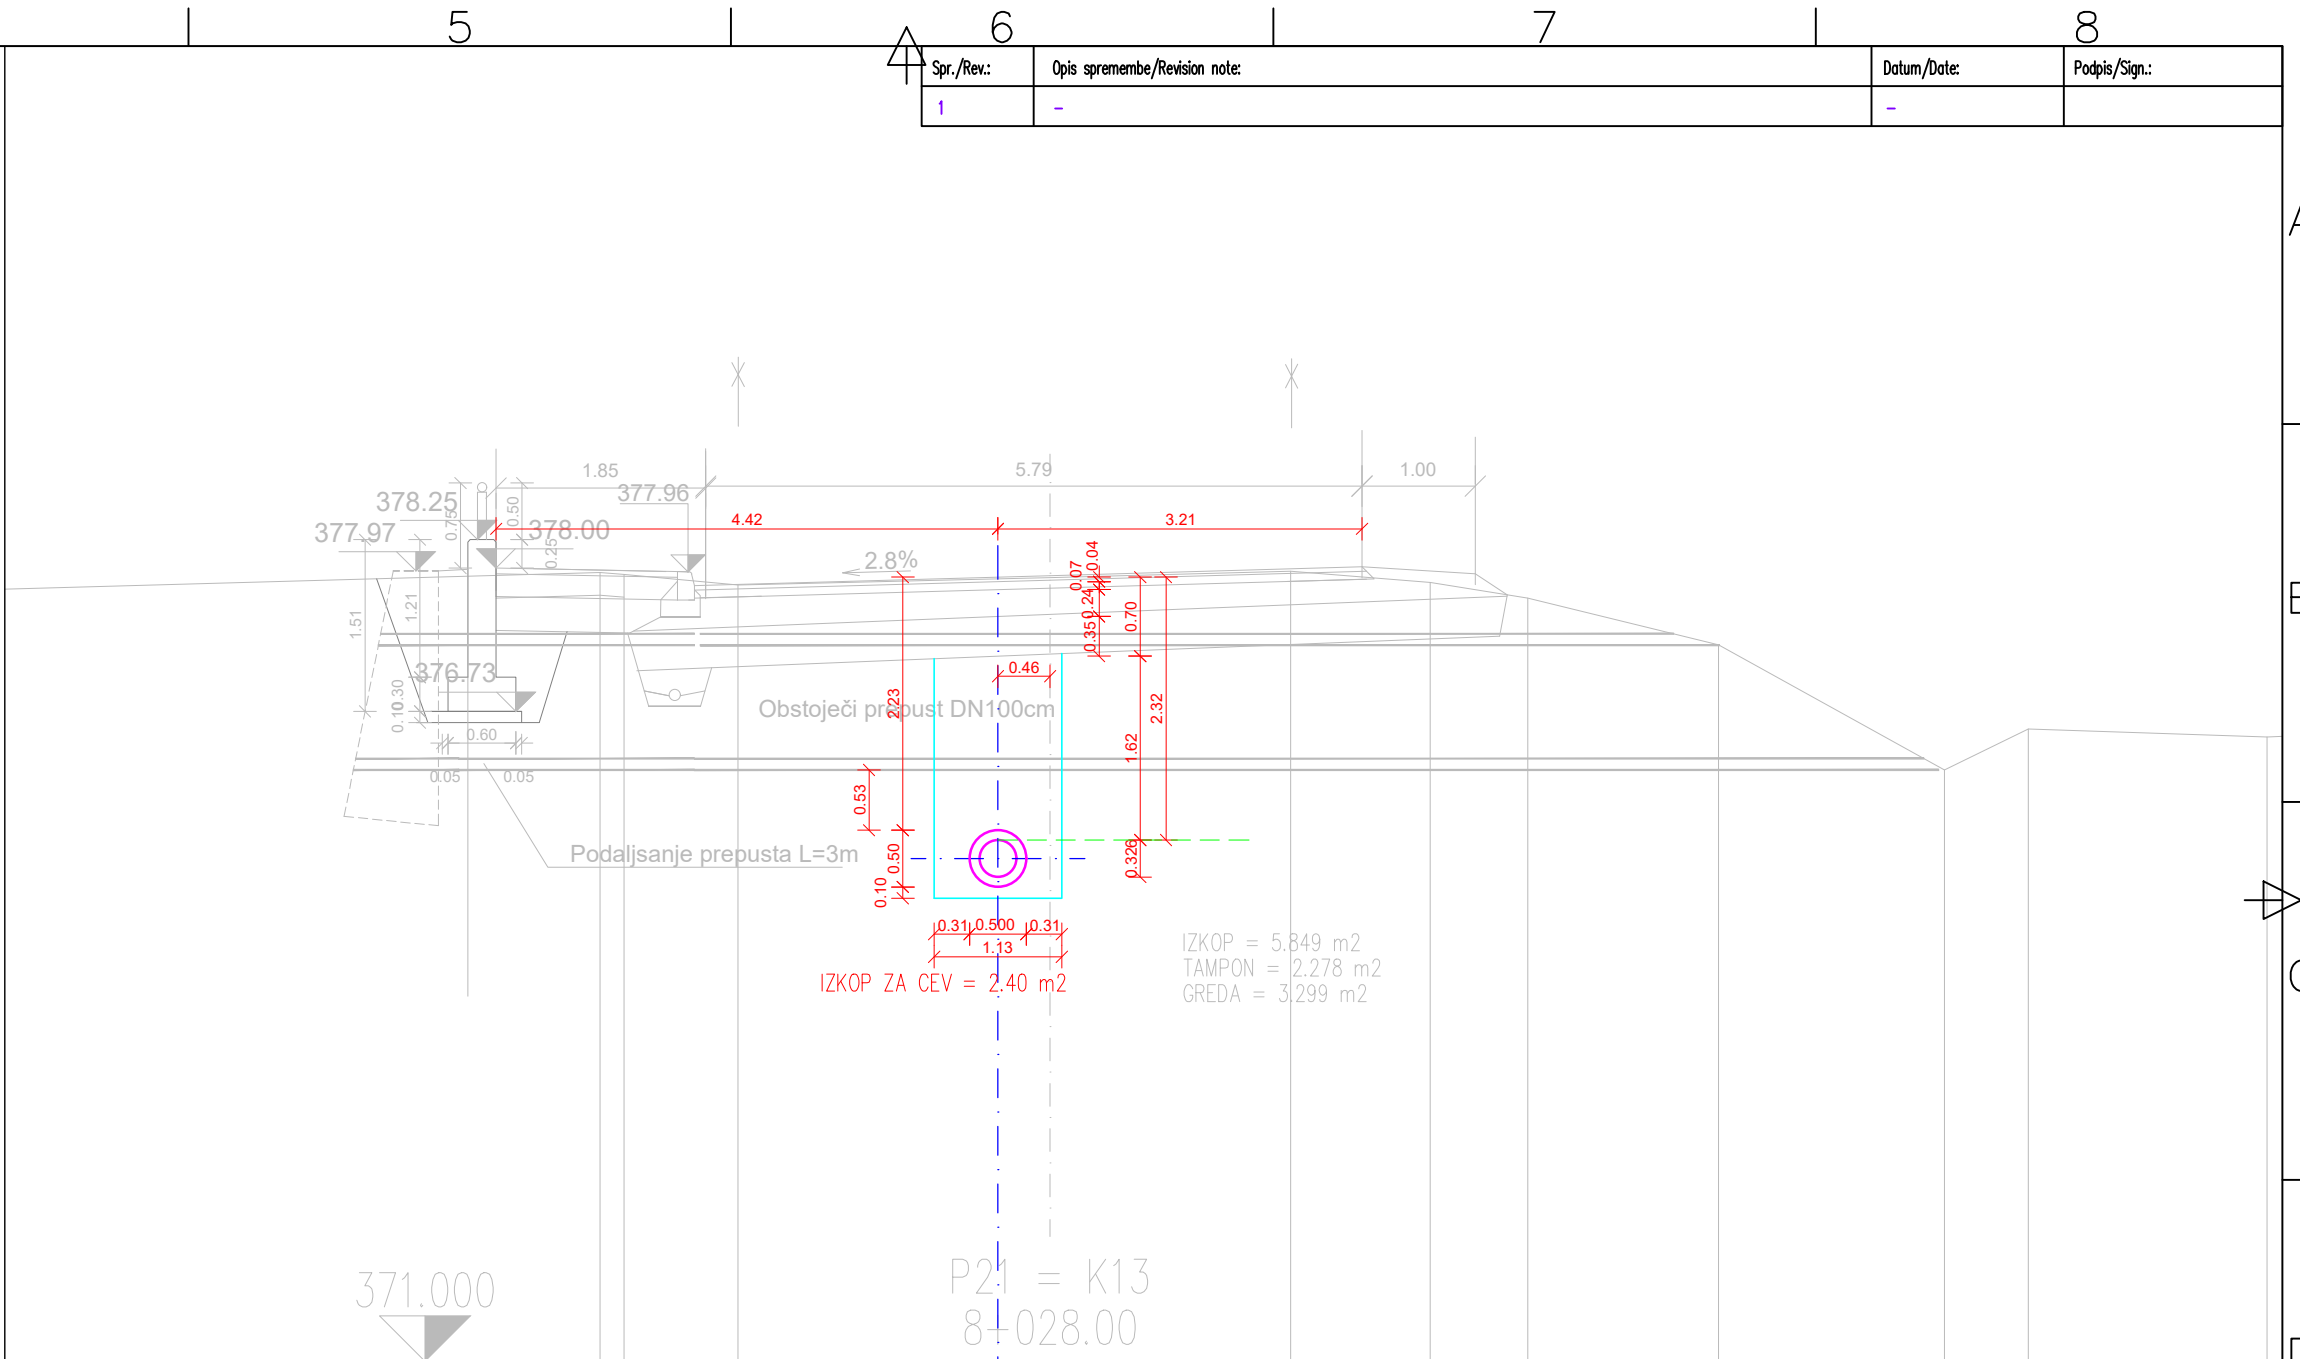 5 6 7 8
Spr./Rev.: Opis spremembe/Revision note: Datum/Date: Podpis/Sign.:
1 - -
1.85 5.79 1.00
378.25 377.96
0.75 0.50
377.97 378.00 4.42 3.21
0.25 2.8%
0.07 0.04
1.51 1.21 0.24 0.70
0.35
376.73 0.46
0.30 2.23 2.32
0.10
Obstoječi prepust DN100cm
0.60 1.62
0.05 0.05
0.53
Podaljsanje prepusta L=3m
0.50 0.326
0.10
0.31 0.500 0.31
1.13
IZKOP ZA CEV = 2.40 m2
IZKOP = 5.849 m2
TAMPON = 2.278 m2
GREDA = 3.299 m2
371.000
P21 = K13
8+028.00